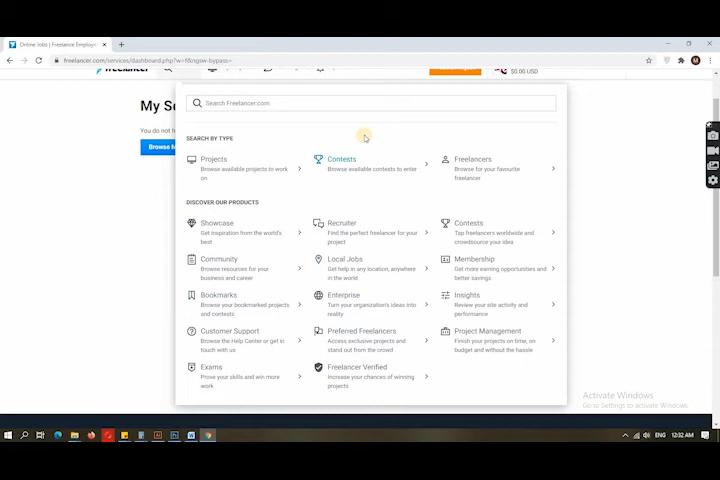 Online Jobs | Freelance Employ
freelancer.com/services/dashboard.php?w=f&ngsw-bypass=
M
freelancer
$0.00 USD
My S
You do not h
Browse
Search Freelancer.com
SEARCH BY TYPE
Projects
Browse available projects to work
on
Contests
Browse available contests to enter
Freelancers
Browse for your favourite
freelancer
DISCOVER OUR PRODUCTS
Showcase
Get inspiration from the world's
best
Recruiter
Find the perfect freelancer for your
project
Contests
Tap freelancers worldwide and
crowdsource your idea
Community
Browse resources for your
business and career
Local Jobs
Get help in any location, anywhere
in the world
Membership
Get more earning opportunities and
better savings
Bookmarks
Browse your bookmarked projects
and contests
Enterprise
Turn your organization's ideas into
reality
Insights
Review your site activity and
performance
Customer Support
Browse the Help Center or get in
touch with us
Preferred Freelancers
Access exclusive projects and
stand out from the crowd
Project Management
Finish your projects on time, on
budget and without the hassle
Exams
Prove your skills and win more
work
Freelancer Verified
Increase your chances of winning
projects
Activate Windows
Go to Settings to activate Windows.
ENG
12:32 AM